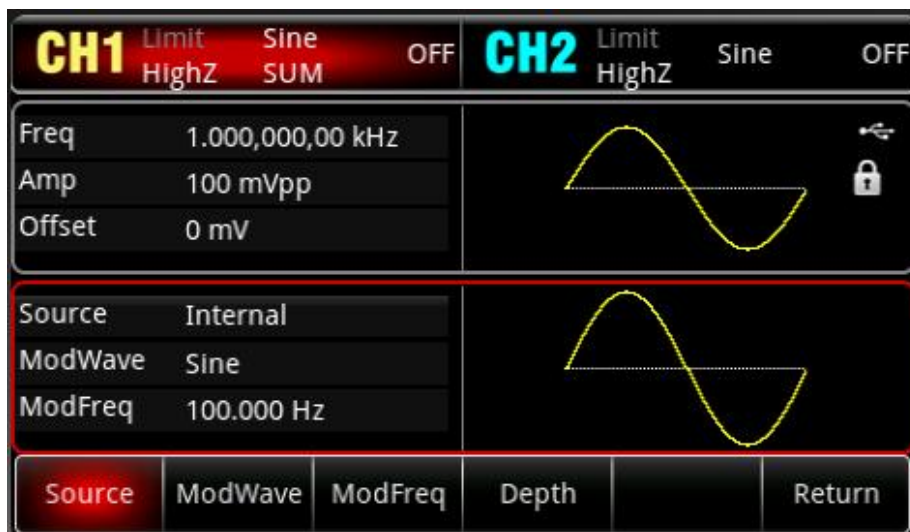 CH1 Limit Sine OFF CH2 Limit Sine OFF
HighZ SUM HighZ
Freq 1.000,000,00 kHz
Amp 100 mVpp
Offset 0 mV
Source Internal
ModWave Sine
ModFreq 100.000 Hz
Source ModWave ModFreq Depth Return